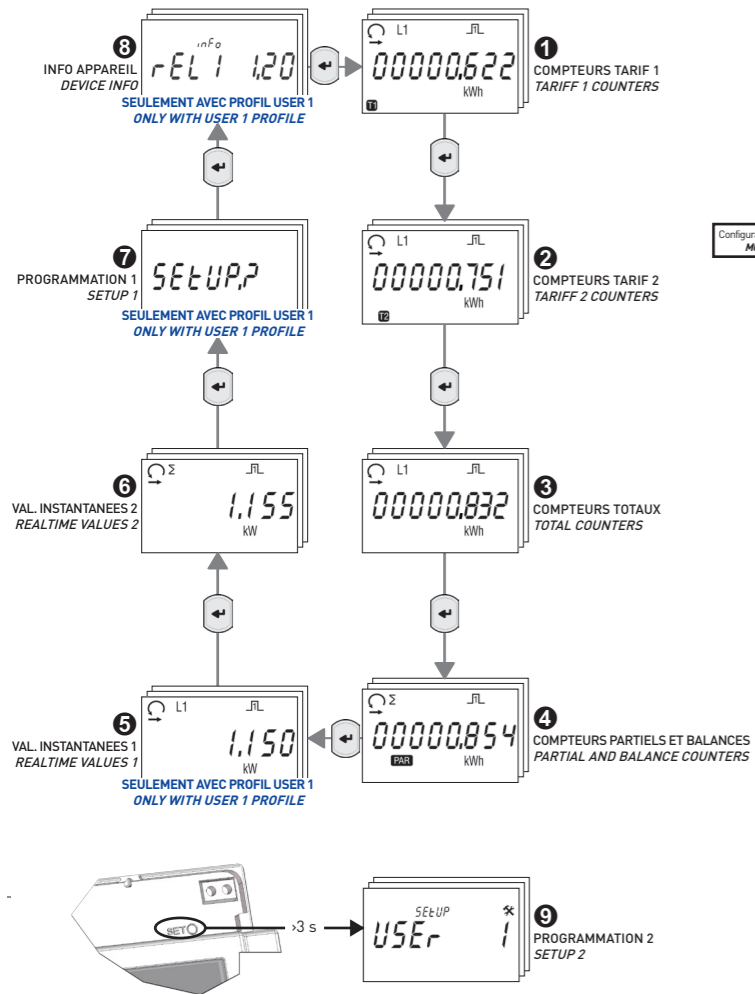 8
INFO APPAREIL
DEVICE INFO
info
rEL1 1.20
SEULEMENT AVEC PROFIL USER 1
ONLY WITH USER 1 PROFILE
L1
00000.622
kWh
T1
1
COMPTEURS TARIF 1
TARIFF 1 COUNTERS
7
PROGRAMMATION 1
SETUP 1
SEtUP.?
SEULEMENT AVEC PROFIL USER 1
ONLY WITH USER 1 PROFILE
L1
00000.751
kWh
T2
2
COMPTEURS TARIF 2
TARIFF 2 COUNTERS
6
VAL. INSTANTANEES 2
REALTIME VALUES 2
Σ
1.155
kW
L1
00000.832
kWh
3
COMPTEURS TOTAUX
TOTAL COUNTERS
5
VAL. INSTANTANEES 1
REALTIME VALUES 1
L1
1.150
kW
SEULEMENT AVEC PROFIL USER 1
ONLY WITH USER 1 PROFILE
Σ
00000.854
PAR
kWh
4
COMPTEURS PARTIELS ET BALANCES
PARTIAL AND BALANCE COUNTERS
SET
>3 s
SEtUP
USEr 1
9
PROGRAMMATION 2
SETUP 2